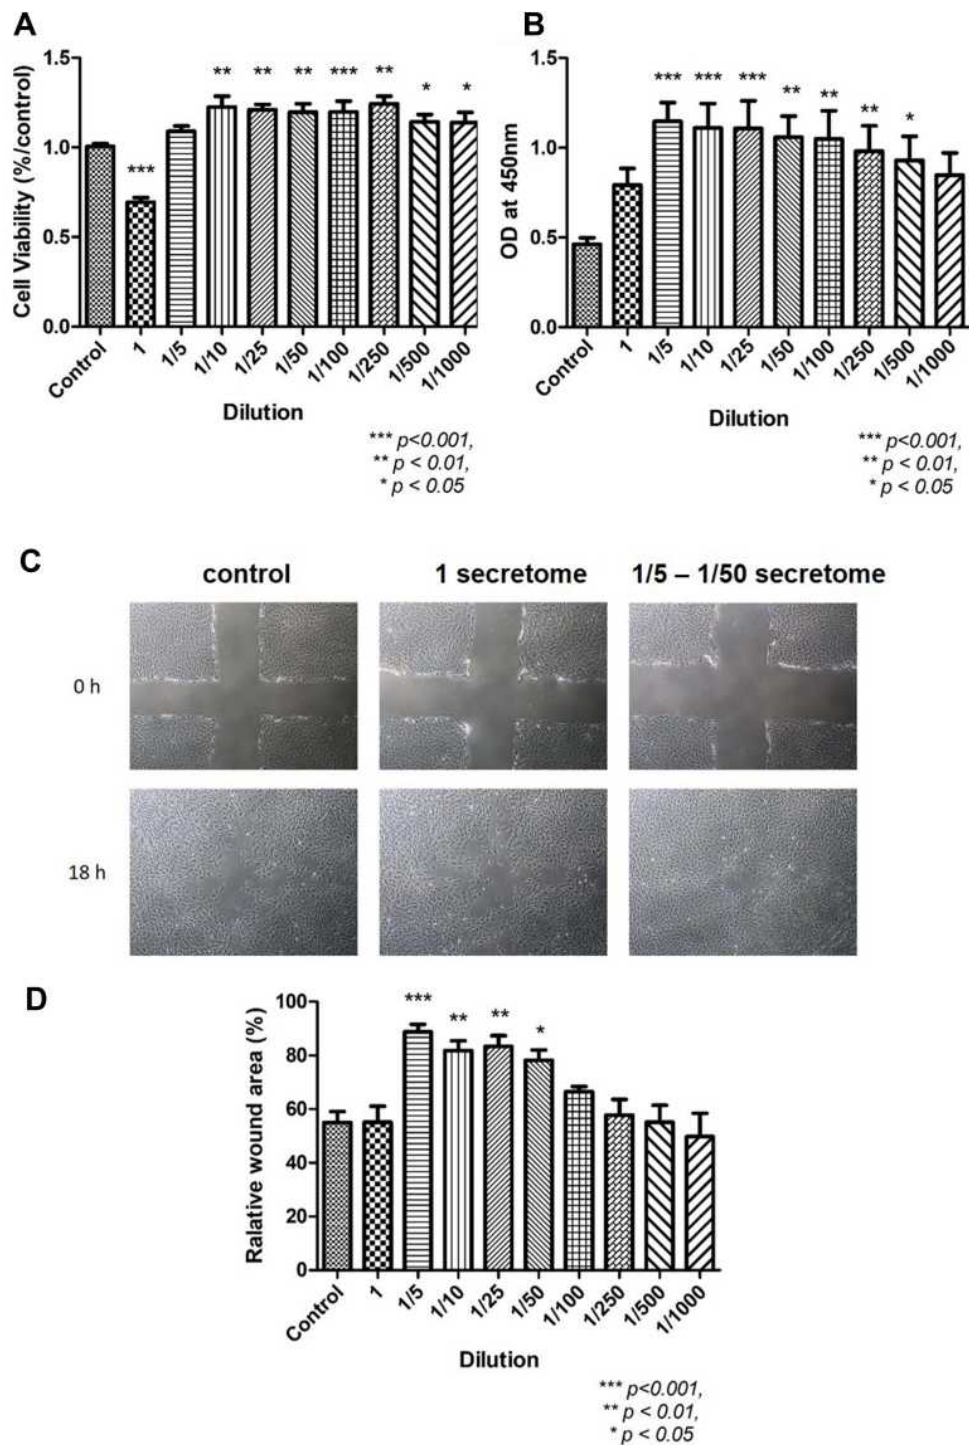 A
Cell Viability (%/control)
1.5
1.0
0.5
0.0
***
**
**
**
***
**
*
*
Control
1
1/5
1/10
1/25
1/50
1/100
1/250
1/500
1/1000
Dilution
*** p<0.001,
** p < 0.01,
* p < 0.05
B
OD at 450nm
1.5
1.0
0.5
0.0
***
***
***
**
**
**
*
Control
1
1/5
1/10
1/25
1/50
1/100
1/250
1/500
1/1000
Dilution
*** p<0.001,
** p < 0.01,
* p < 0.05
C
control
1 secretome
1/5 – 1/50 secretome
0 h
18 h
D
Ralative wound area (%)
100
80
60
40
20
0
***
**
**
*
Control
1
1/5
1/10
1/25
1/50
1/100
1/250
1/500
1/1000
Dilution
*** p<0.001,
** p < 0.01,
* p < 0.05